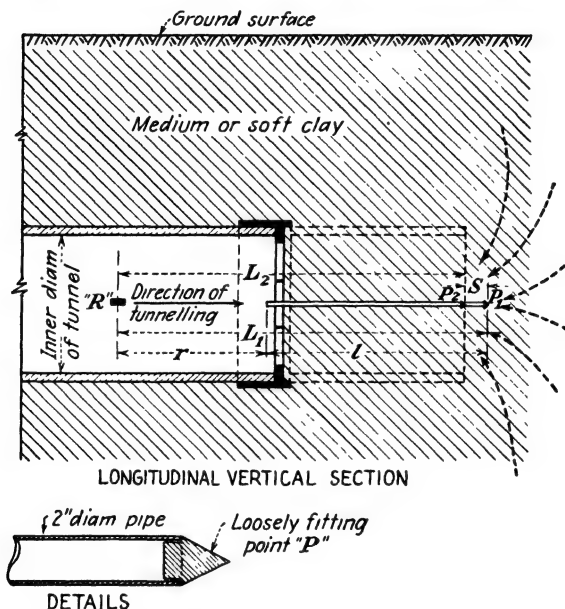 Ground surface
Medium or soft clay
Inner diam
of tunnel
"R"
Direction of
tunnelling
L2
L1
r
l
S
P2
P1
LONGITUDINAL VERTICAL SECTION
2"diam pipe
Loosely fitting
point "P"
DETAILS